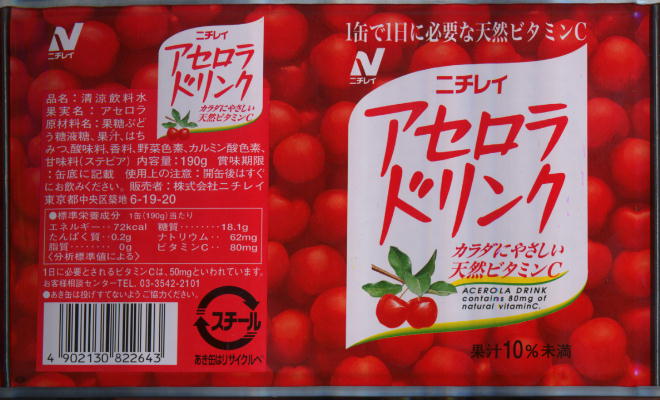 ニチレイ
アセロラ
ドリンク
カラダにやさしい
天然ビタミンC
品名：清涼飲料水
果実名：アセロラ
原材料名：果糖ぶど
う糖液糖、果汁、はち
みつ、酸味料、香料、野菜色素、カルミン酸色素、
甘味料(ステビア) 内容量：190g 賞味期限
：缶底に記載 使用上の注意：開缶後はすぐ
にお飲みください。販売者：株式会社ニチレイ
東京都中央区築地6-19-20
●標準栄養成分 1缶(190g)当たり
エネルギー‥72kcal 糖質‥‥‥‥18.1g
たんぱく質‥0.2g ナトリウム‥ 62mg
脂質‥‥‥‥ 0g ビタミンC‥ 80mg
〈分析標準値による〉
1日に必要とされるビタミンCは、50mgといわれています。
お客様相談センターTEL. 03-3542-2101
●あき缶は投げすてないようご協力ください。
4 902130 822643
スチール
あき缶はリサイクルへ
1缶で1日に必要な天然ビタミンC
ニチレイ
ニチレイ
アセロラ
ドリンク
カラダにやさしい
天然ビタミンC
ACEROLA DRINK
contains 80mg of
natural vitaminC.
果汁10%未満